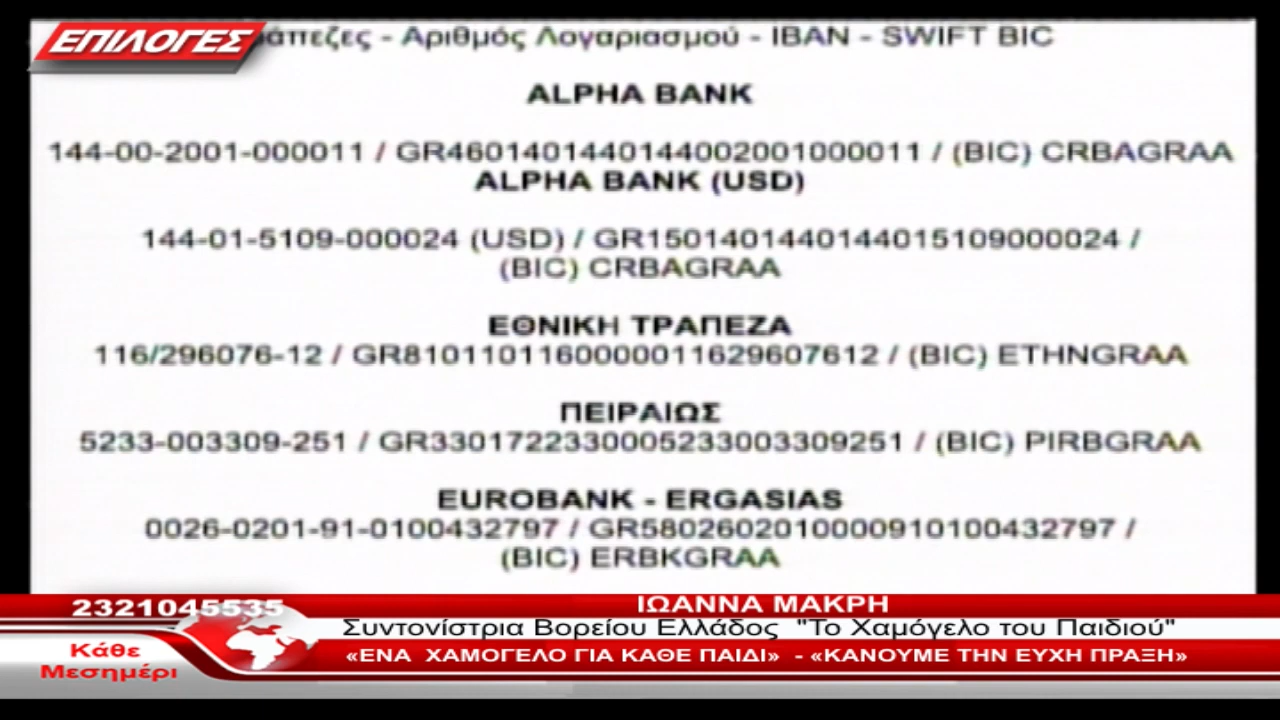 ΕΠΙΛΟΓΕΣ
άπεζες - Αριθμός Λογαριασμού - IBAN - SWIFT BIC
ALPHA BANK
144-00-2001-000011 / GR4601401440144002001000011 / (BIC) CRBAGRAA
ALPHA BANK (USD)
144-01-5109-000024 (USD) / GR1501401440144015109000024 /
(BIC) CRBAGRAA
ΕΘΝΙΚΗ ΤΡΑΠΕΖΑ
116/296076-12 / GR8101101160000011629607612 / (BIC) ETHNGRAA
ΠΕΙΡΑΙΩΣ
5233-003309-251 / GR3301722330005233003309251 / (BIC) PIRBGRAA
EUROBANK - ERGASIAS
0026-0201-91-0100432797 / GR5802602010000910100432797 /
(BIC) ERBKGRAA
2321045535
ΙΩΑΝΝΑ ΜΑΚΡΗ
Συντονίστρια Βορείου Ελλάδος "Το Χαμόγελο του Παιδιού"
Κάθε
Μεσημέρι
«ΕΝΑ ΧΑΜΟΓΕΛΟ ΓΙΑ ΚΑΘΕ ΠΑΙΔΙ» - «ΚΑΝΟΥΜΕ ΤΗΝ ΕΥΧΗ ΠΡΑΞΗ»